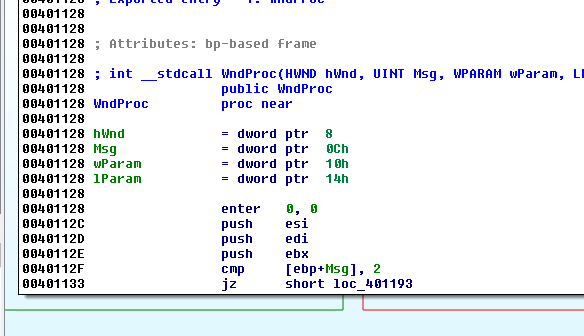 00401128 ; Exported entry 1. WndProc
00401128
00401128
00401128 ; Attributes: bp-based frame
00401128
00401128 ; int __stdcall WndProc(HWND hWnd, UINT Msg, WPARAM wParam,
00401128 public WndProc
00401128 WndProc proc near
00401128
00401128 hWnd = dword ptr 8
00401128 Msg = dword ptr 0Ch
00401128 wParam = dword ptr 10h
00401128 lParam = dword ptr 14h
00401128
00401128 enter 0, 0
0040112C push esi
0040112D push edi
0040112E push ebx
0040112F cmp [ebp+Msg], 2
00401133 jz short loc_401193